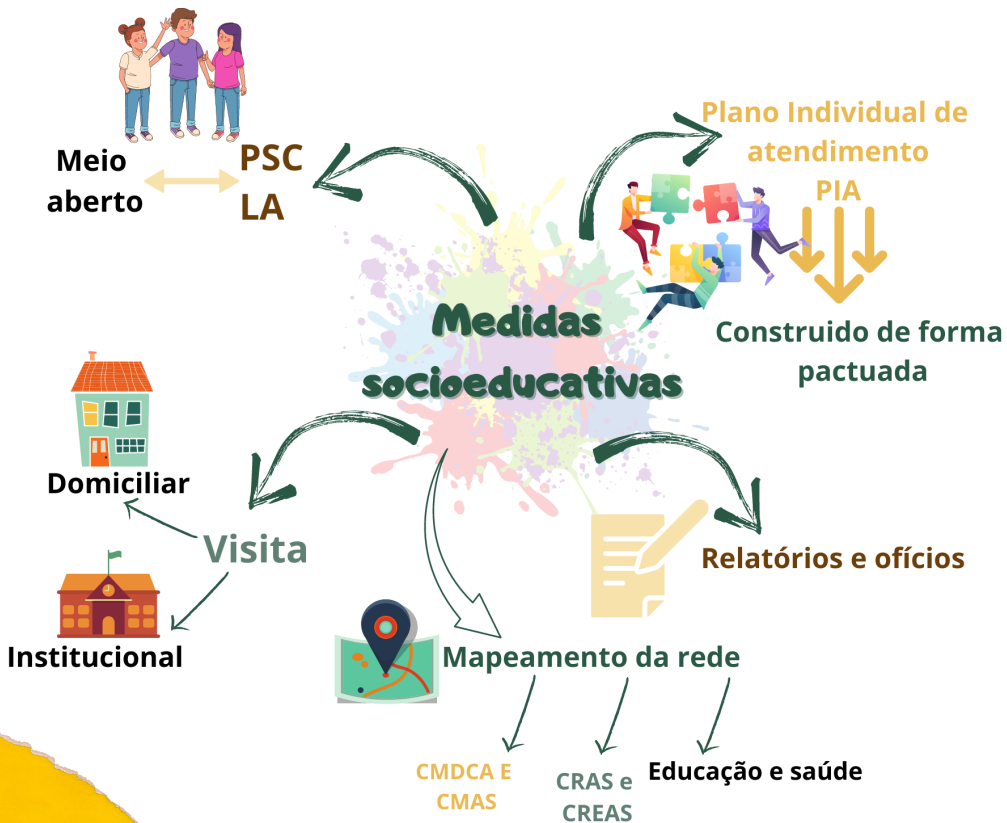 Meio
aberto
PSC
LA
Plano Individual de
atendimento
PIA
Construido de forma
pactuada
Medidas
socioeducativas
Domiciliar
Visita
Institucional
Relatórios e ofícios
Mapeamento da rede
CMDCA E
CMAS
CRAS e
CREAS
Educação e saúde